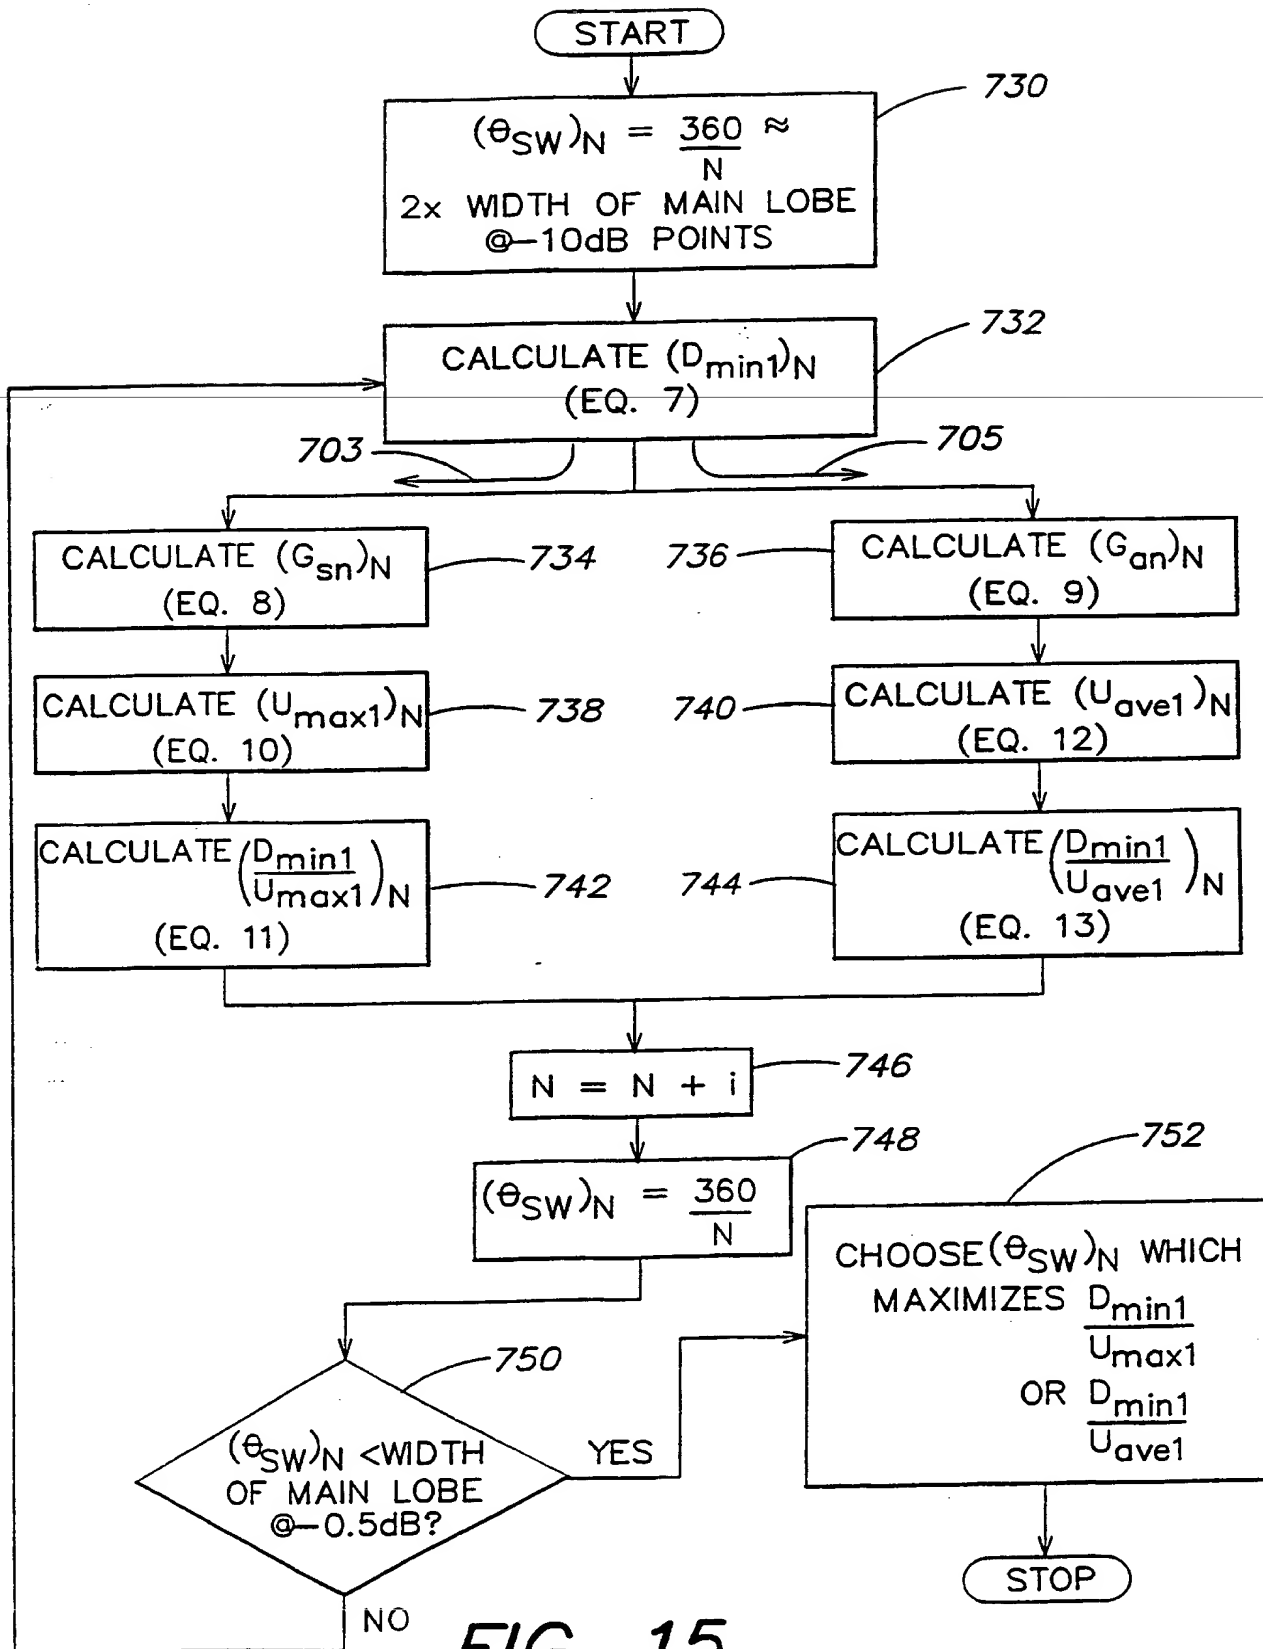 START
730
(θSW)N = 360/N ≈
2x WIDTH OF MAIN LOBE
@-10dB POINTS
732
CALCULATE (Dmin1)N
(EQ. 7)
703
705
CALCULATE (Gsn)N
(EQ. 8)
734
736
CALCULATE (Gan)N
(EQ. 9)
CALCULATE (Umax1)N
(EQ. 10)
738
740
CALCULATE (Uave1)N
(EQ. 12)
CALCULATE (Dmin1/Umax1)N
(EQ. 11)
742
744
CALCULATE (Dmin1/Uave1)N
(EQ. 13)
N = N + i
746
748
(θSW)N = 360/N
752
CHOOSE (θSW)N WHICH
MAXIMIZES Dmin1/Umax1
OR Dmin1/Uave1
750
(θSW)N <WIDTH
OF MAIN LOBE
@-0.5dB?
YES
STOP
NO
FIG. 15